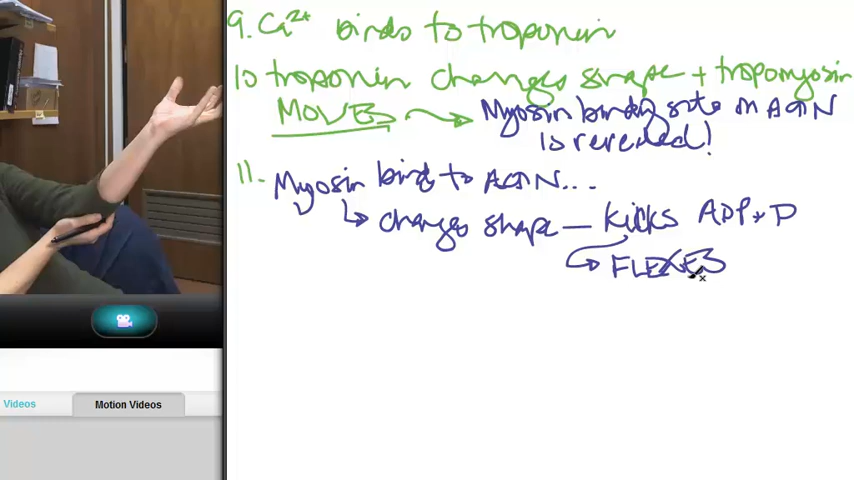 9. Ca²⁺ binds to troponin
10 troponin changes shape + tropomyosin
MOVES → Myosin binding site on ACTIN
is revealed!
11. Myosin bind to ACTIN...
↳ changes shape — kicks ADP + P
→ FLEXES
Videos
Motion Videos